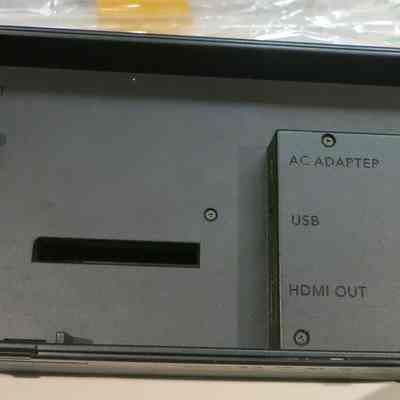 AC ADAPTER
USB
HDMI OUT